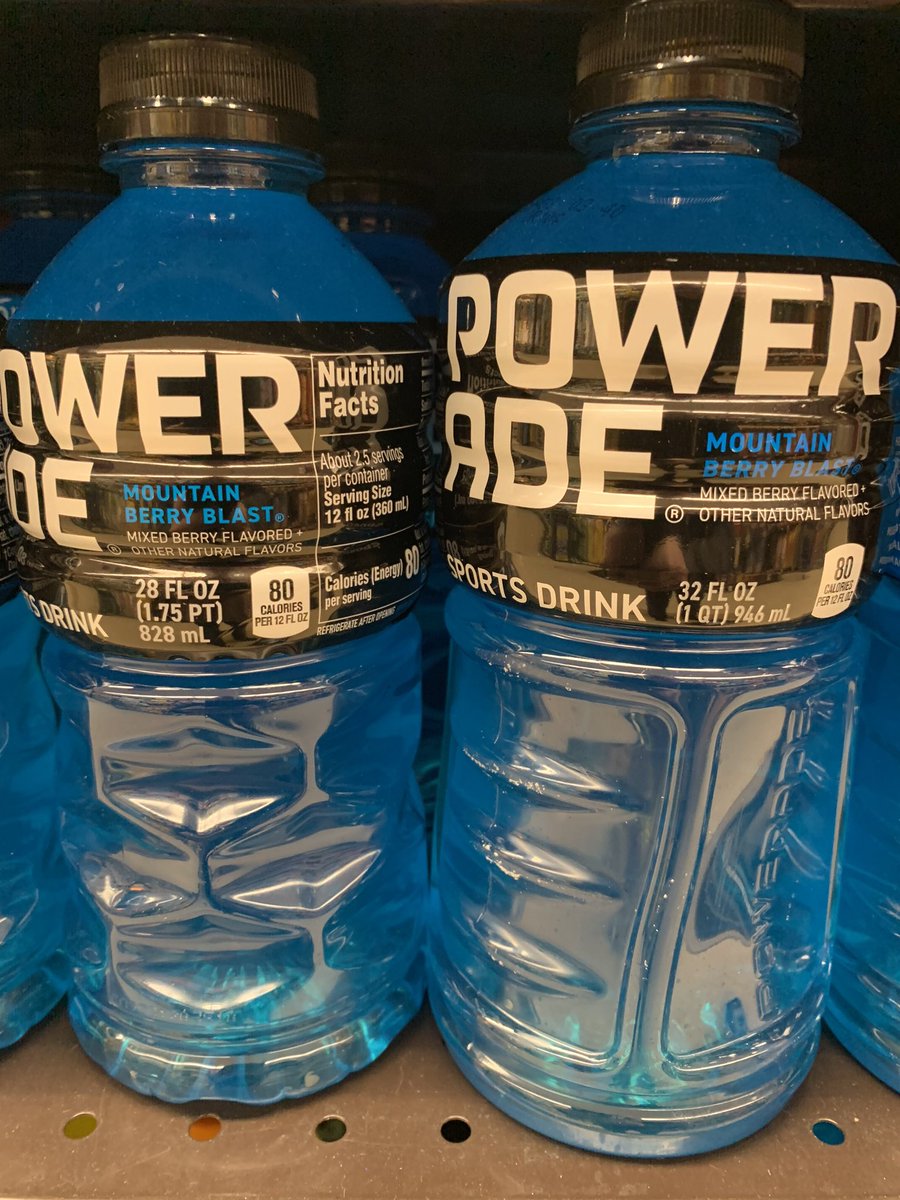 OWER
DE
MOUNTAIN
BERRY BLAST®
MIXED BERRY FLAVORED +
® OTHER NATURAL FLAVORS
TS DRINK
28 FL OZ
(1.75 PT)
828 mL
80
CALORIES
PER 12 FL OZ
Nutrition
Facts
About 2.5 servings
per container
Serving Size
12 fl oz (360 mL)
Calories (Energy) 80
per serving
REFRIGERATE AFTER OPENING
POWER
ADE
®
MOUNTAIN
BERRY BLAST®
MIXED BERRY FLAVORED +
OTHER NATURAL FLAVORS
SPORTS DRINK
32 FL OZ
(1 QT) 946 mL
80
CALORIES
PER 12 FL OZ
POWERADE